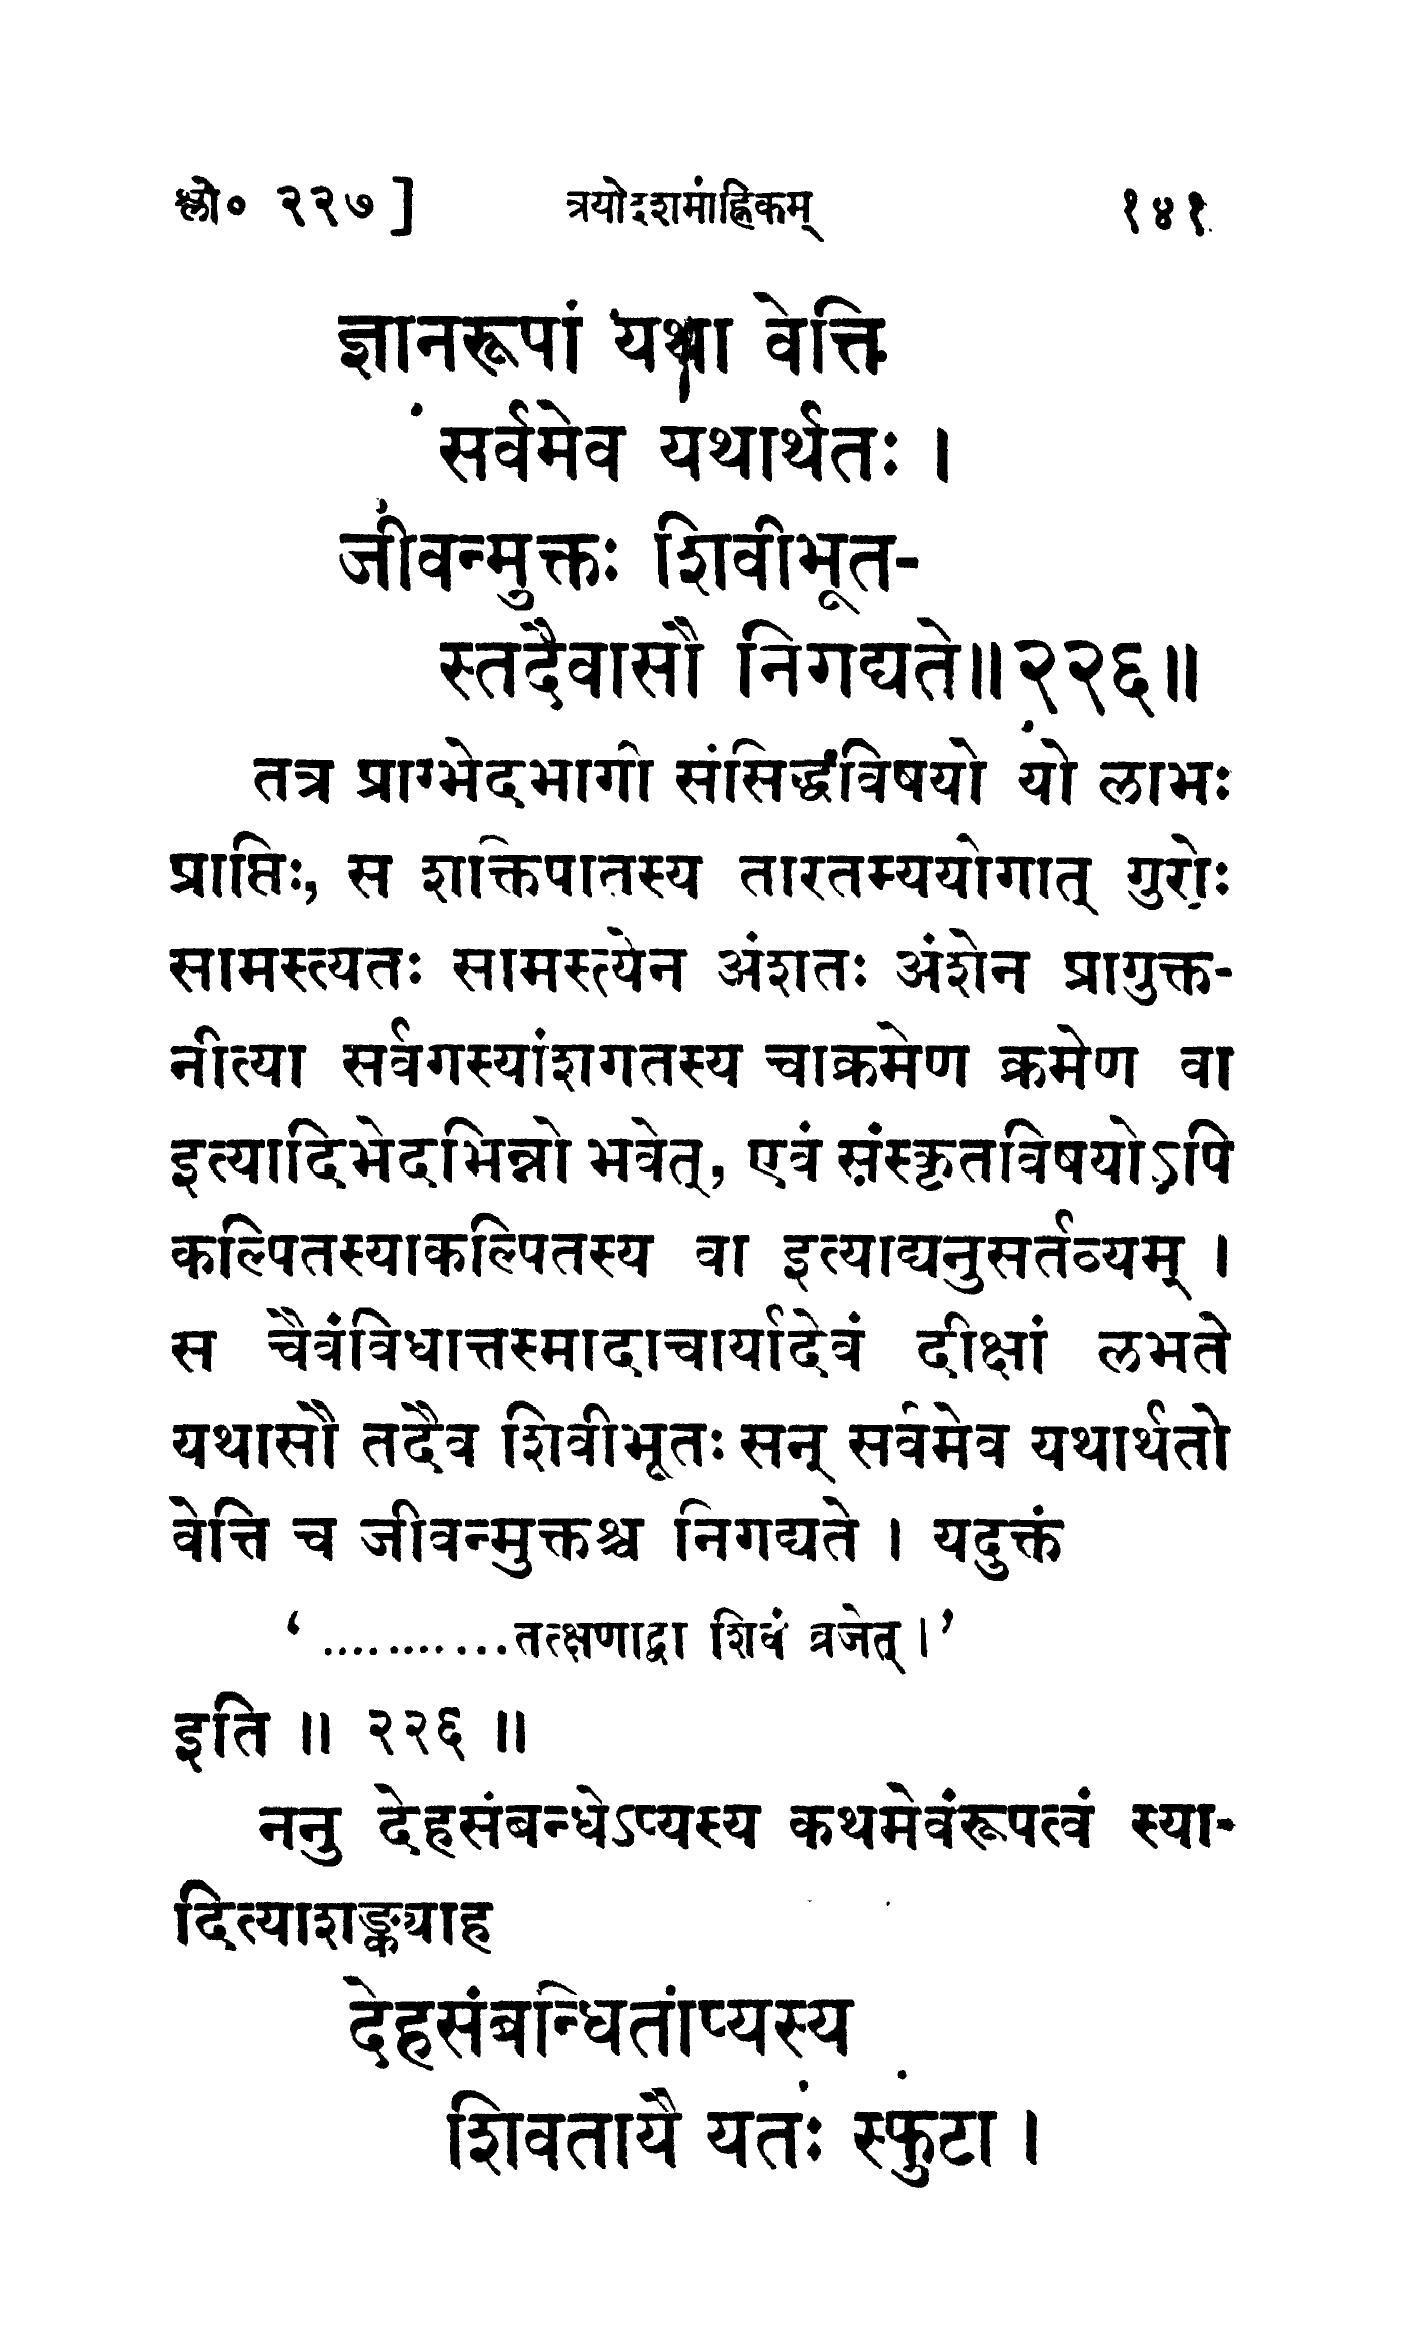 श्लो० २२७] त्रयोदशमाह्निकम् १४१
ज्ञानरूपां यथा वेत्ति
सर्वमेव यथार्थतः ।
जीवन्मुक्तः शिवीभूत-
स्तदैवासौ निगद्यते॥२२६॥
तत्र प्राग्भेदभागी संसिद्धविषयो यो लाभः
प्राप्तिः, स शक्तिपातस्य तारतम्ययोगात् गुरोः
सामस्त्यतः सामस्त्येन अंशतः अंशेन प्रागुक्त-
नीत्या सर्वगस्यांशगतस्य चाक्रमेण क्रमेण वा
इत्यादिभेदभिन्नो भवेत्, एवं संस्कृतविषयोऽपि
कल्पितस्याकल्पितस्य वा इत्याद्यनुसर्तव्यम् ।
स चैवंविधात्तस्मादाचार्यादेवं दीक्षां लभते
यथासौ तदैव शिवीभूतः सन् सर्वमेव यथार्थतो
वेत्ति च जीवन्मुक्तश्च निगद्यते । यदुक्तं
‘...........तत्क्षणाद्वा शिवं व्रजेत् ।’
इति ॥ २२६ ॥
ननु देहसंबन्धेऽप्यस्य कथमेवंरूपत्वं स्या-
दित्याशङ्क्याह
देहसंबन्धिताप्यस्य
शिवतायै यतः स्फुटा ।